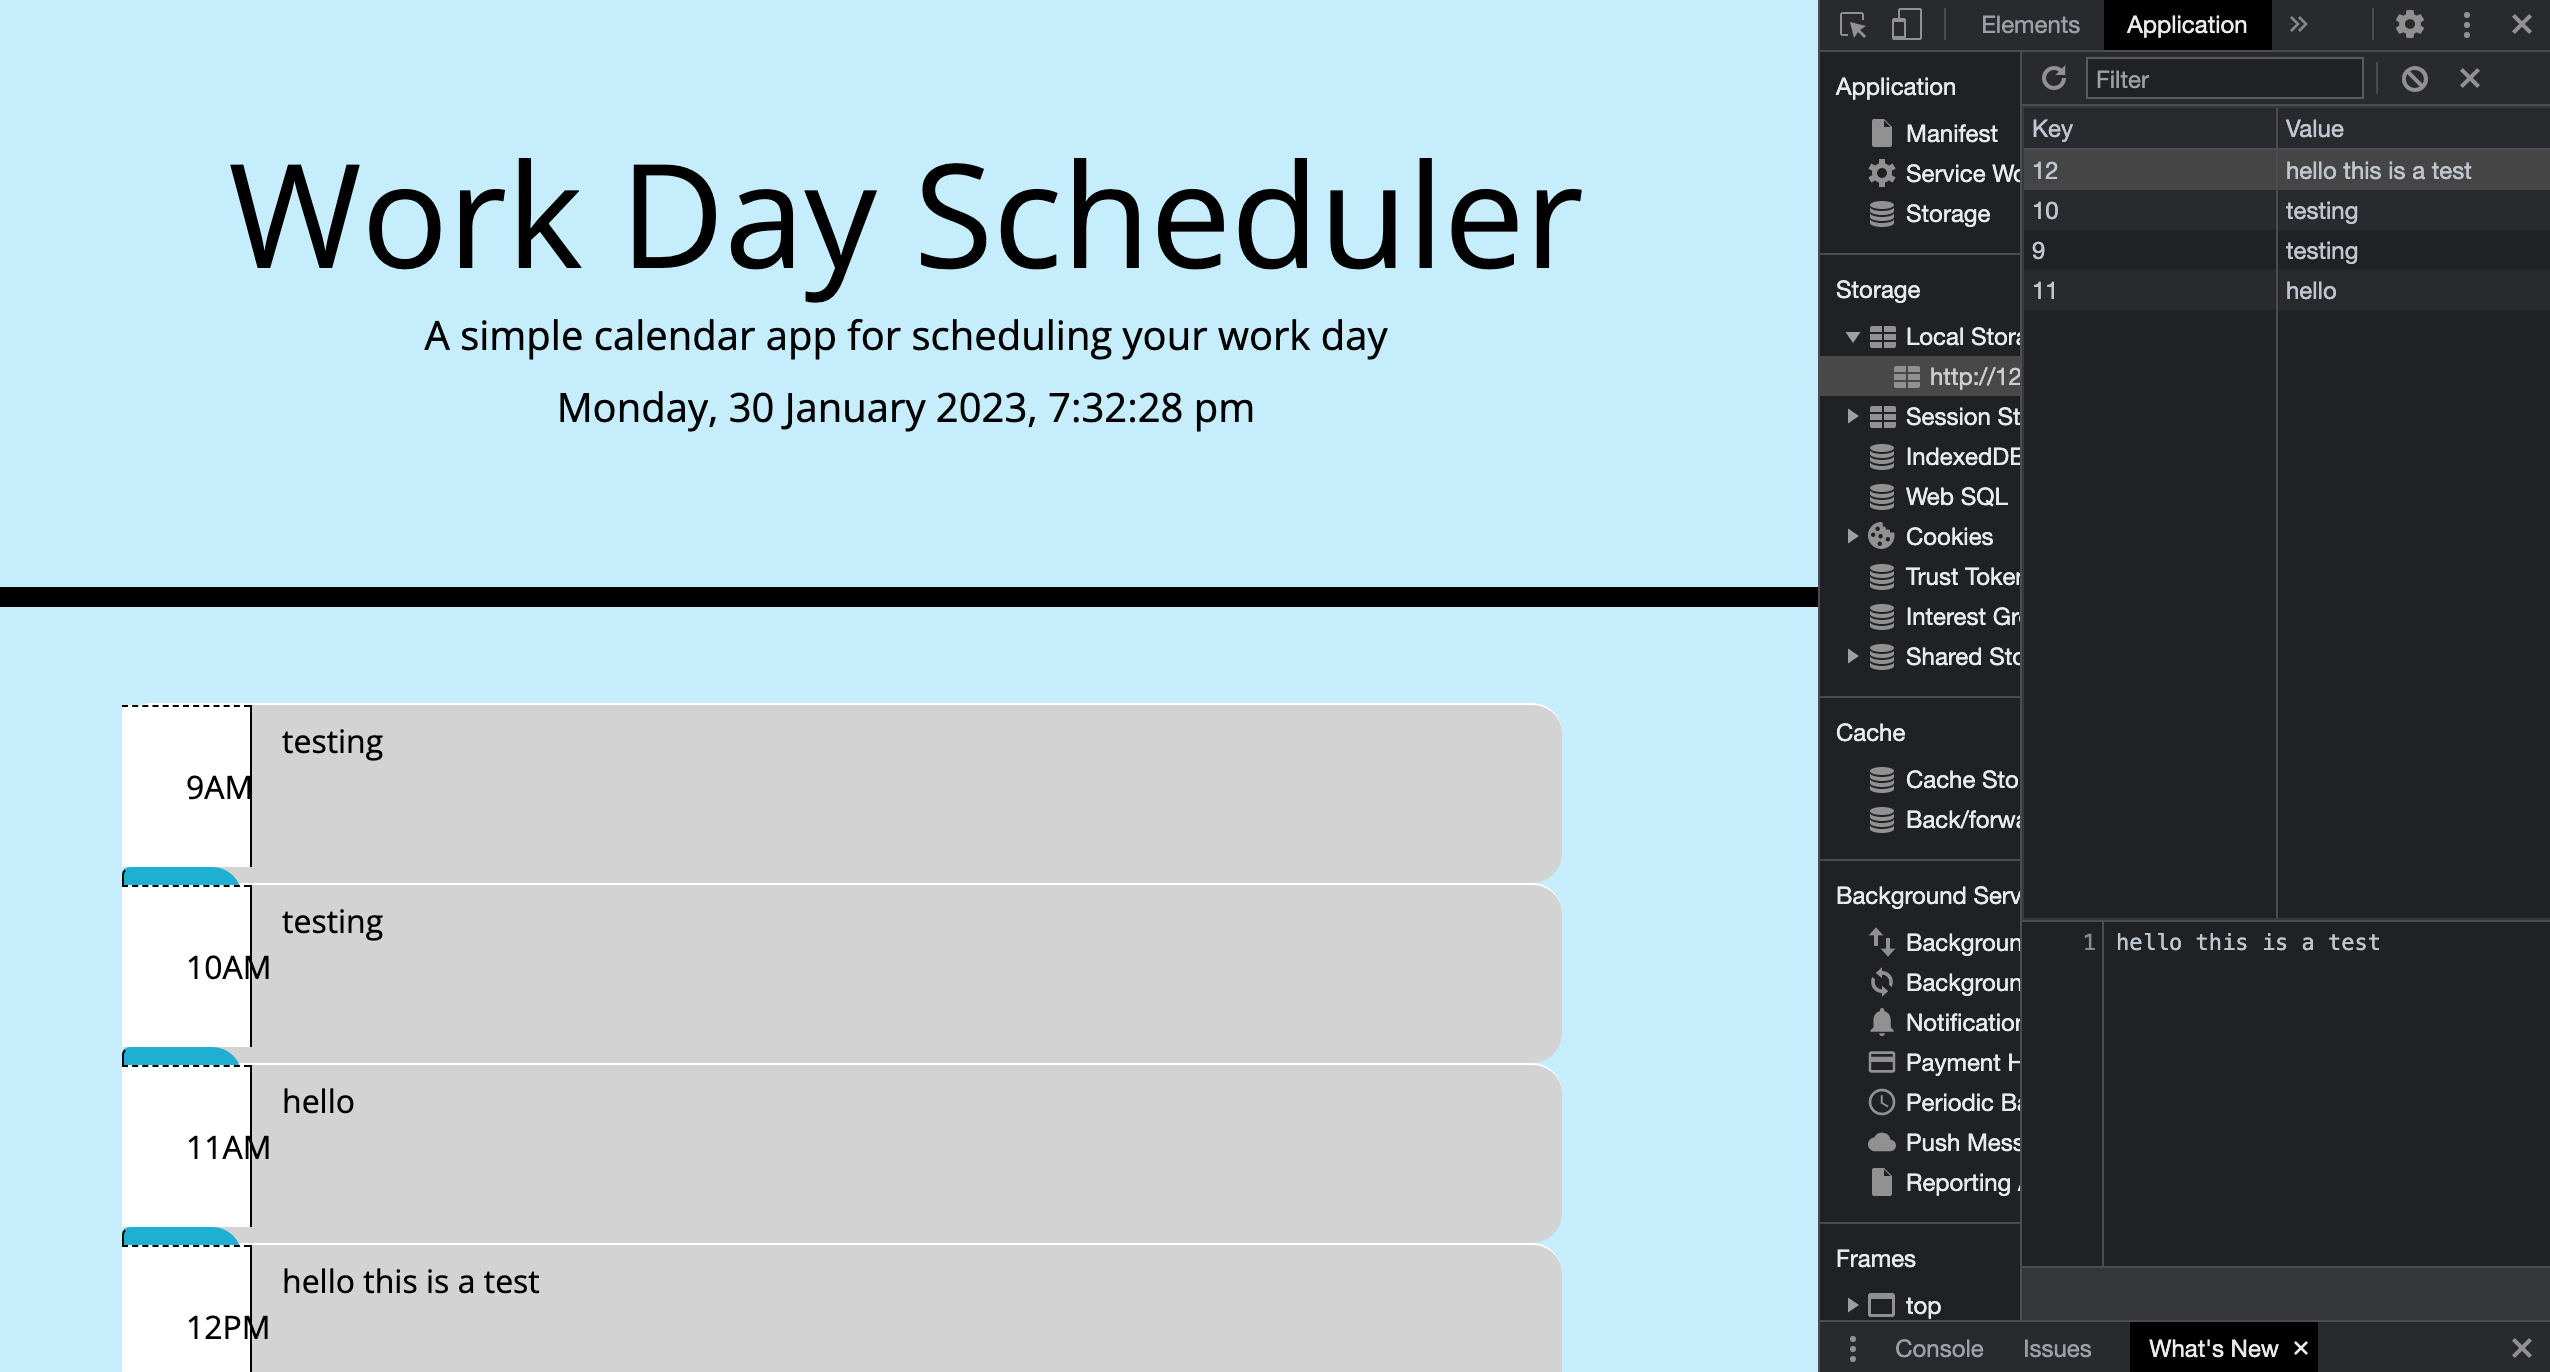 Work Day Scheduler
A simple calendar app for scheduling your work day
Monday, 30 January 2023, 7:32:28 pm
testing
9AM
testing
10AM
hello
11AM
hello this is a test
12PM
Elements Application
Application
Manifest
Service Wo
Storage
Storage
Local Stora
http://12
Session St
IndexedDB
Web SQL
Cookies
Trust Token
Interest Gr
Shared Sto
Cache
Cache Sto
Back/forwa
Background Serv
Backgroun
Backgroun
Notification
Payment H
Periodic Ba
Push Mess
Reporting
Frames
top
Filter
Key Value
12 hello this is a test
10 testing
9 testing
11 hello
1 hello this is a test
Console Issues What's New